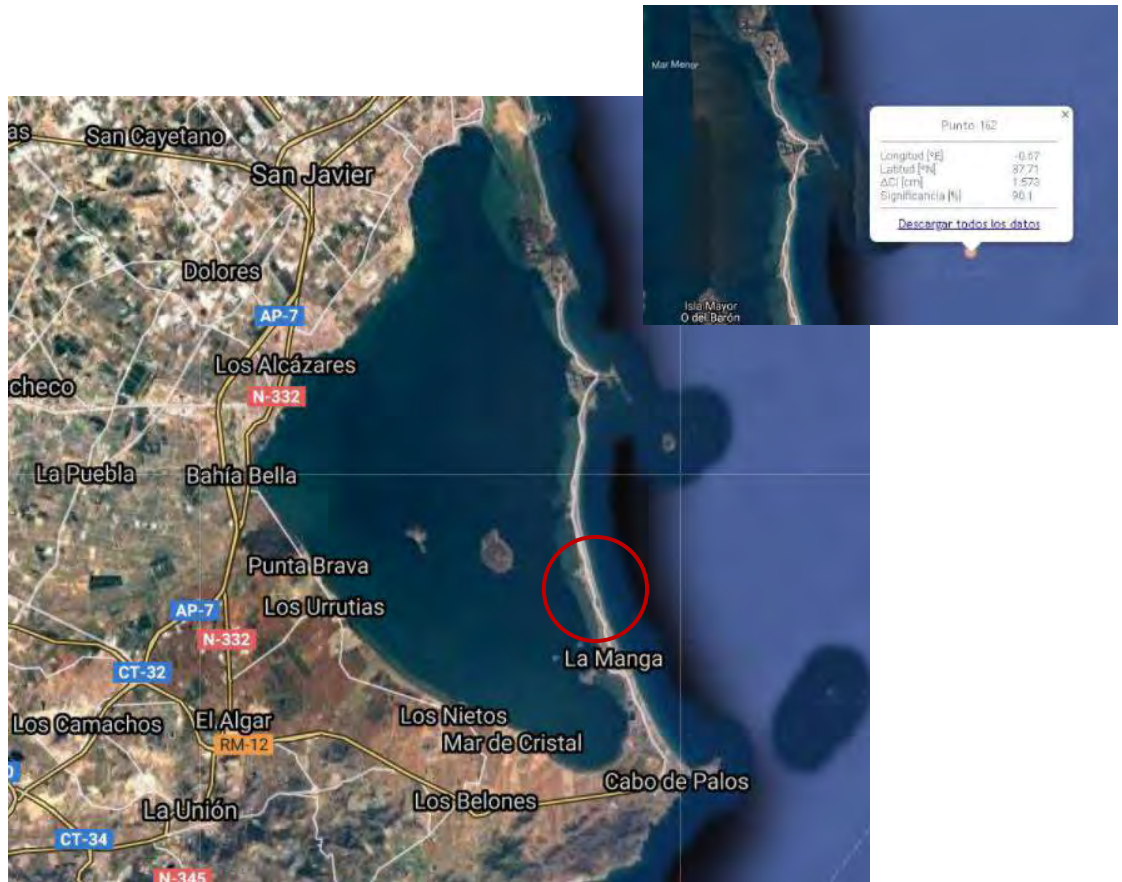 Mar Menor
Punto 162
×
Longitud [ºE] -0.67
Latitud [ºN] 37.71
ΔCI [cm] 1.573
Significancia [%] 90.1
Descargar todos los datos
Isla Mayor
O del Barón
as
San Cayetano
San Javier
Dolores
AP-7
Los Alcázares
checo
N-332
La Puebla
Bahía Bella
Punta Brava
AP-7
Los Urrutias
N-332
La Manga
CT-32
Los Camachos
El Algar
Los Nietos
RM-12
Mar de Cristal
Cabo de Palos
La Unión
Los Belones
CT-34
N-345